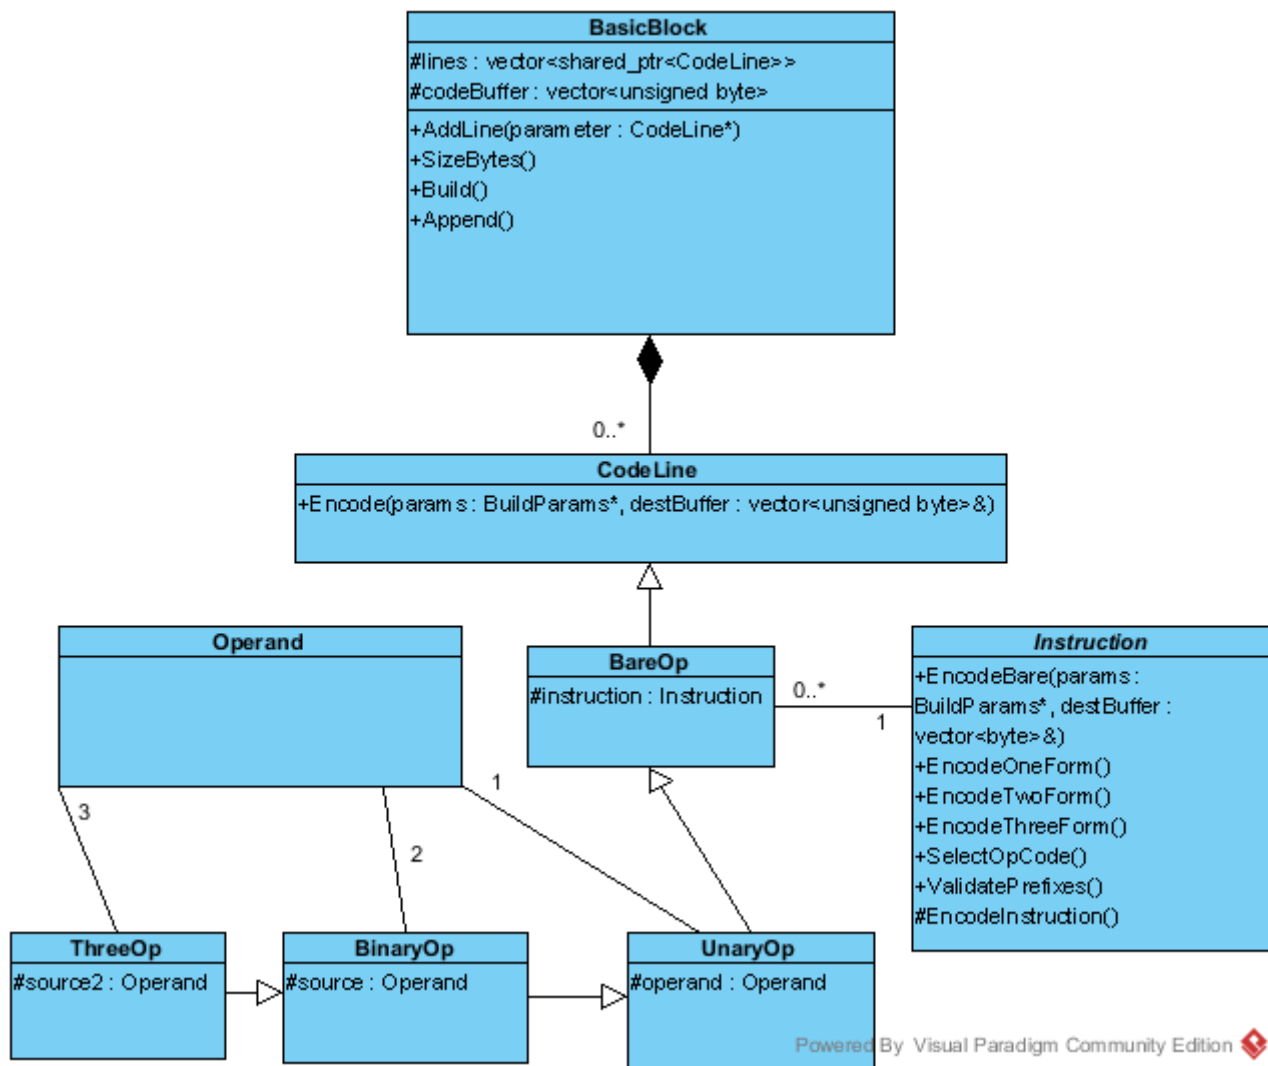 BasicBlock
#lines : vector<shared_ptr<CodeLine>>
#codeBuffer : vector<unsigned byte>
+AddLine(parameter : CodeLine*)
+SizeBytes()
+Build()
+Append()
0..*
CodeLine
+Encode(params : BuildParams*, destBuffer : vector<unsigned byte>&)
Operand
BareOp
#instruction : Instruction
0..*
1
Instruction
+EncodeBare(params :
BuildParams*, destBuffer :
vector<byte>&)
+EncodeOneForm()
+EncodeTwoForm()
+EncodeThreeForm()
+SelectOpCode()
+ValidatePrefixes()
#EncodeInstruction()
3
2
1
ThreeOp
#source2 : Operand
BinaryOp
#source : Operand
UnaryOp
#operand : Operand
Powered By Visual Paradigm Community Edition